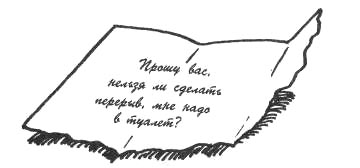 Прошу вас,
нельзя ли сделать
перерыв, мне надо
в туалет?